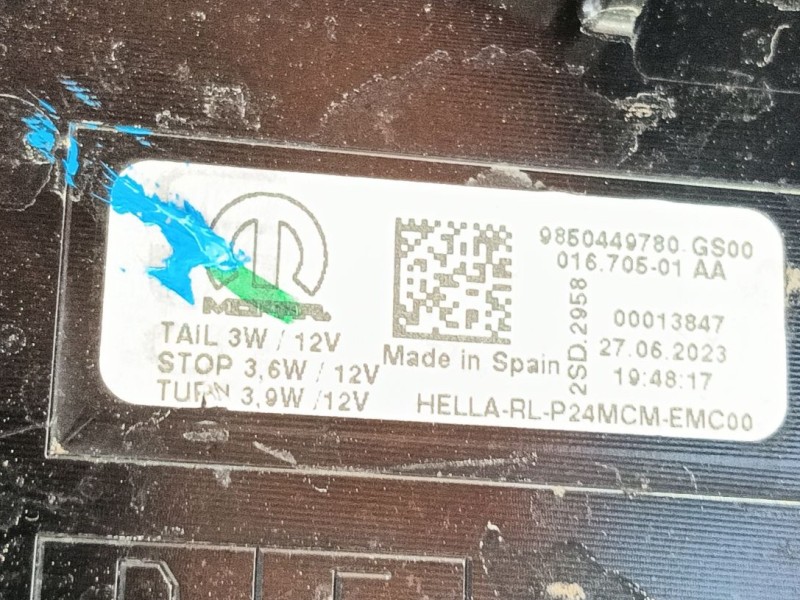 MOPAR
TAIL 3W / 12V
STOP 3,6W / 12V
TURN 3,9W /12V
Made in Spain
2SD.2958
9850449780 GS00
016.705-01 AA
00013847
27.06.2023
19:48:17
HELLA-RL-P24MCM-EMC00